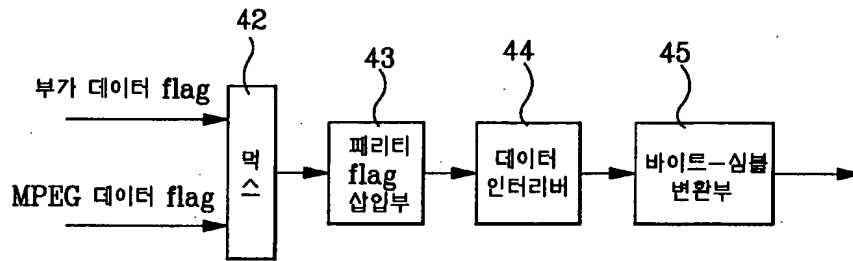 42
43
44
45
부가 데이터 flag
MPEG 데이터 flag
먹스
패리티
flag
삽입부
데이터
인터리버
바이트-심볼
변환부